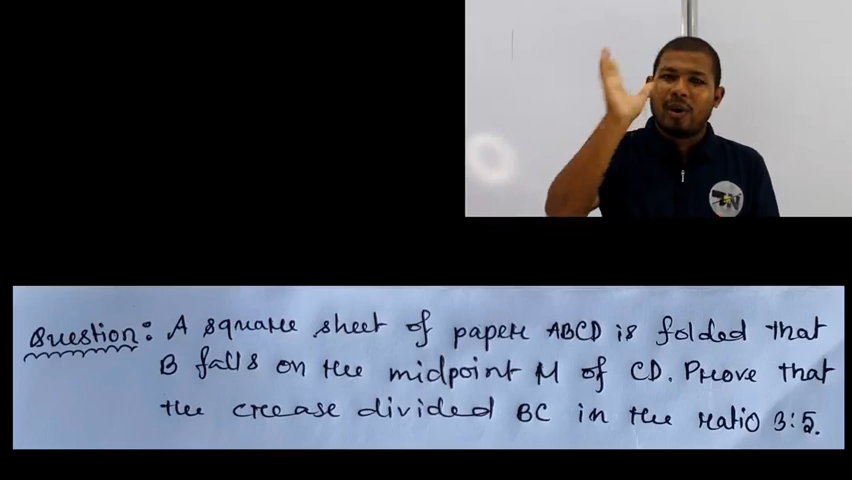 Question: A square sheet of paper ABCD is folded that
B falls on the midpoint M of CD. Prove that
the crease divided BC in the ratio 3:5.